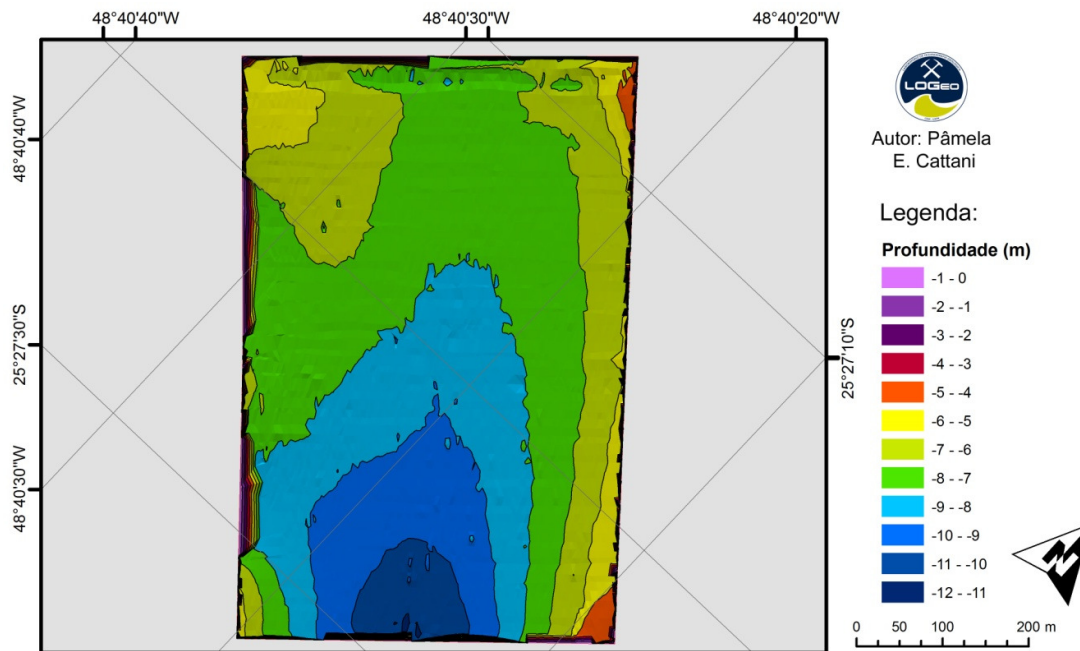 48°40'40"W
48°40'30"W
48°40'20"W
48°40'40"W
25°27'30"S
48°40'30"W
25°27'10"S
LOGeo
Autor: Pâmela
E. Cattani
Legenda:
Profundidade (m)
-1 - 0
-2 - -1
-3 - -2
-4 - -3
-5 - -4
-6 - -5
-7 - -6
-8 - -7
-9 - -8
-10 - -9
-11 - -10
-12 - -11
N
0 50 100 200 m